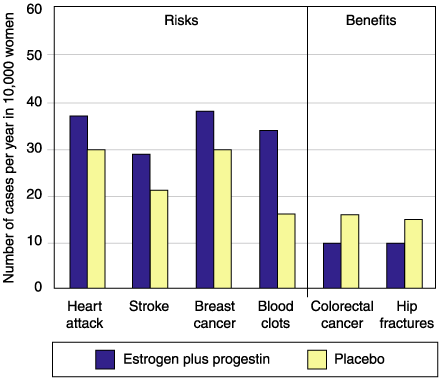 Number of cases per year in 10,000 women
60
50
40
30
20
10
0
Risks
Benefits
Heart
attack
Stroke
Breast
cancer
Blood
clots
Colorectal
cancer
Hip
fractures
Estrogen plus progestin
Placebo